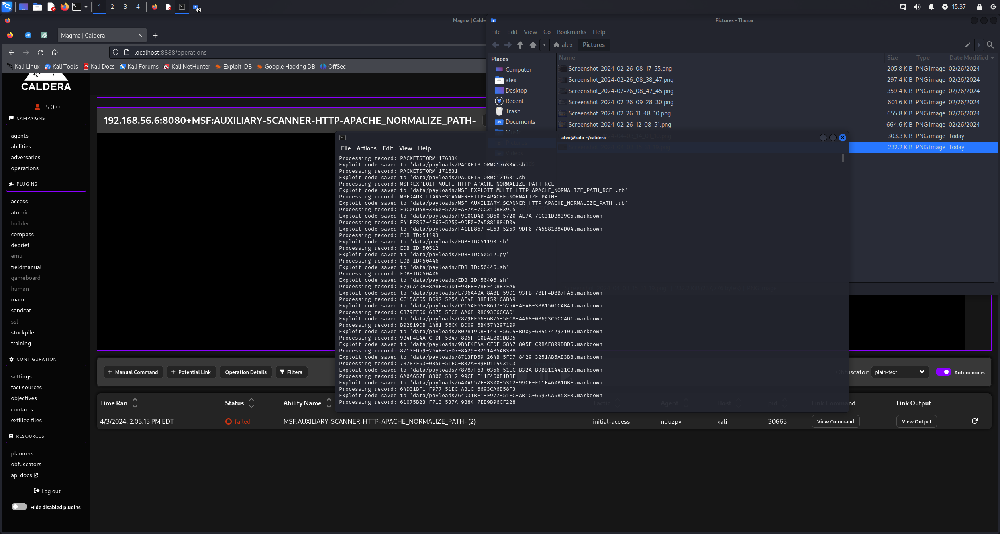 1 2 3 4 2 15:37
Magma | Calde
Pictures - Thunar
Magma | Caldera
File Edit View Go Bookmarks Help
alex Pictures
localhost:8888/operations
Kali Linux Kali Tools Kali Docs Kali Forums Kali NetHunter Exploit-DB Google Hacking DB OffSec
Places
Computer
alex
Desktop
Recent
Trash
Documents
Music
Pictures
Videos
Name Size Type Date Modified
Screenshot_2024-02-26_08_17_55.png 205.8 KiB PNG image 02/26/2024
Screenshot_2024-02-26_08_38_47.png 297.4 KiB PNG image 02/26/2024
Screenshot_2024-02-26_08_47_45.png 359.4 KiB PNG image 02/26/2024
Screenshot_2024-02-26_09_28_30.png 601.6 KiB PNG image 02/26/2024
Screenshot_2024-02-26_11_48_10.png 655.8 KiB PNG image 02/26/2024
Screenshot_2024-02-26_12_08_51.png 664.6 KiB PNG image 02/26/2024
303.3 KiB PNG image Today
232.2 KiB PNG image Today
CALDERA
5.0.0
CAMPAIGNS
agents
abilities
adversaries
operations
PLUGINS
access
atomic
builder
compass
debrief
emu
fieldmanual
gameboard
human
manx
sandcat
ssl
stockpile
training
CONFIGURATION
settings
fact sources
objectives
contacts
exfilled files
RESOURCES
planners
obfuscators
api docs
Log out
Hide disabled plugins
192.168.56.6:8080+MSF:AUXILIARY-SCANNER-HTTP-APACHE_NORMALIZE_PATH-
alex@kali: ~/caldera
File Actions Edit View Help
Processing record: PACKETSTORM:176334
Exploit code saved to 'data/payloads/PACKETSTORM:176334.sh'
Processing record: PACKETSTORM:171631
Exploit code saved to 'data/payloads/PACKETSTORM:171631.sh'
Processing record: MSF:EXPLOIT-MULTI-HTTP-APACHE_NORMALIZE_PATH_RCE-
Exploit code saved to 'data/payloads/MSF:EXPLOIT-MULTI-HTTP-APACHE_NORMALIZE_PATH_RCE-.rb'
Processing record: MSF:AUXILIARY-SCANNER-HTTP-APACHE_NORMALIZE_PATH-
Exploit code saved to 'data/payloads/MSF:AUXILIARY-SCANNER-HTTP-APACHE_NORMALIZE_PATH-.rb'
Processing record: F9C0CD4B-3B60-5720-AE7A-7CC31DB839C5
Exploit code saved to 'data/payloads/F9C0CD4B-3B60-5720-AE7A-7CC31DB839C5.markdown'
Processing record: F41EE867-4E63-5259-9DF0-745881884D04
Exploit code saved to 'data/payloads/F41EE867-4E63-5259-9DF0-745881884D04.markdown'
Processing record: EDB-ID:51193
Exploit code saved to 'data/payloads/EDB-ID:51193.sh'
Processing record: EDB-ID:50512
Exploit code saved to 'data/payloads/EDB-ID:50512.py'
Processing record: EDB-ID:50446
Exploit code saved to 'data/payloads/EDB-ID:50446.sh'
Processing record: EDB-ID:50406
Exploit code saved to 'data/payloads/EDB-ID:50406.sh'
Processing record: E796A40A-8A8E-59D1-93FB-78EF4D8B7FA6
Exploit code saved to 'data/payloads/E796A40A-8A8E-59D1-93FB-78EF4D8B7FA6.markdown'
Processing record: CC15AE65-B697-525A-AF4B-38B1501CAB49
Exploit code saved to 'data/payloads/CC15AE65-B697-525A-AF4B-38B1501CAB49.markdown'
Processing record: C879EE66-6B75-5EC8-AA68-08693C6CCAD1
Exploit code saved to 'data/payloads/C879EE66-6B75-5EC8-AA68-08693C6CCAD1.markdown'
Processing record: B02819DB-1481-56C4-BD09-6B4574297109
Exploit code saved to 'data/payloads/B02819DB-1481-56C4-BD09-6B4574297109.markdown'
Processing record: 9B4F4E4A-CFDF-5847-805F-C0BAE809DBD5
Exploit code saved to 'data/payloads/9B4F4E4A-CFDF-5847-805F-C0BAE809DBD5.markdown'
Processing record: 8713FD59-264B-5FD7-8429-3251AB5AB3B8
Exploit code saved to 'data/payloads/8713FD59-264B-5FD7-8429-3251AB5AB3B8.markdown'
Processing record: 78787F63-0356-51EC-B32A-B9BD114431C3
Exploit code saved to 'data/payloads/78787F63-0356-51EC-B32A-B9BD114431C3.markdown'
Processing record: 6A0A657E-8300-5312-99CE-E11F460B1DBF
Exploit code saved to 'data/payloads/6A0A657E-8300-5312-99CE-E11F460B1DBF.markdown'
Processing record: 64D31BF1-F977-51EC-AB1C-6693CA6B58F3
Exploit code saved to 'data/payloads/64D31BF1-F977-51EC-AB1C-6693CA6B58F3.markdown'
Processing record: 61075B23-F713-537A-9B84-7EB9B96CF228
Manual Command Potential Link Operation Details Filters Obfuscator: plain-text Autonomous
Time Ran Status Ability Name Tactic Agent Host pid Link Command Link Output
4/3/2024, 2:05:15 PM EDT failed MSF:AUXILIARY-SCANNER-HTTP-APACHE_NORMALIZE_PATH- (2) initial-access nduzpv kali 30665 View Command View Output